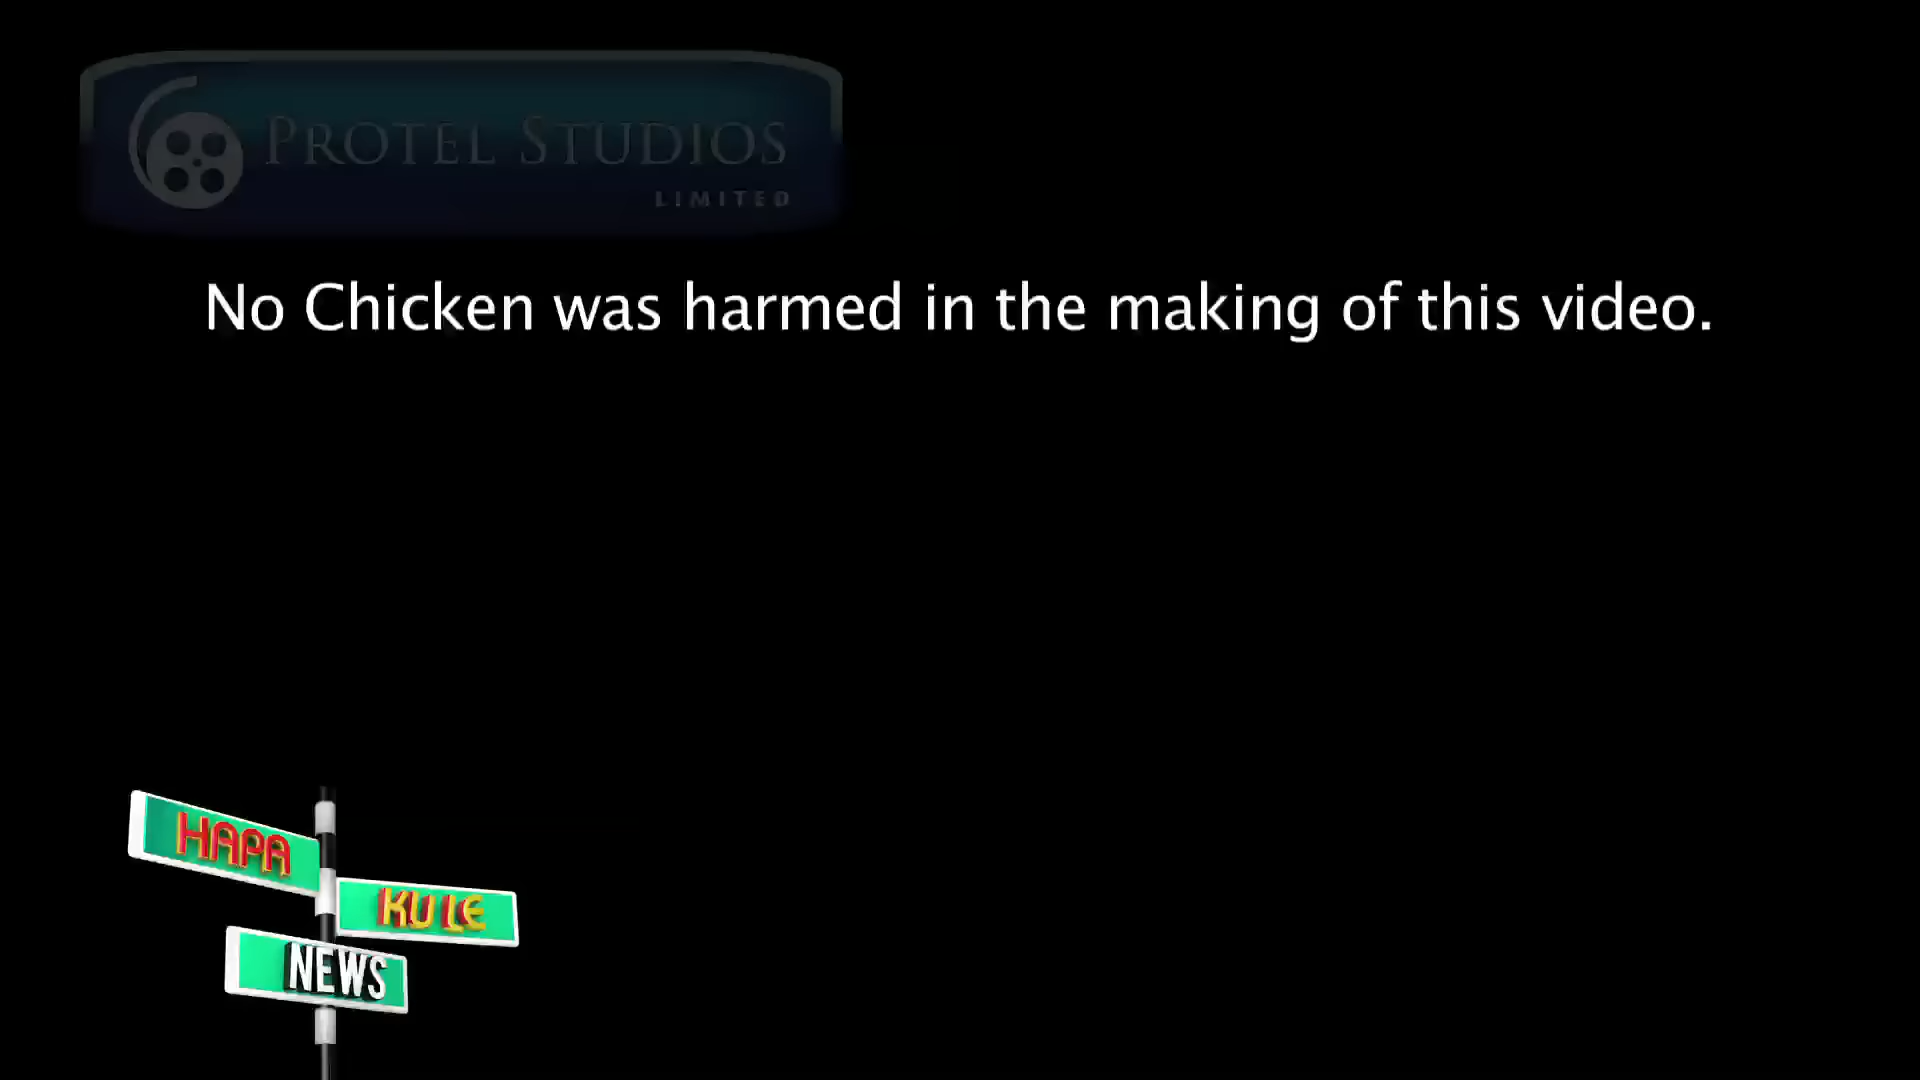 PROTEL STUDIOS
LIMITED
No Chicken was harmed in the making of this video.
HAPA
KULE
NEWS